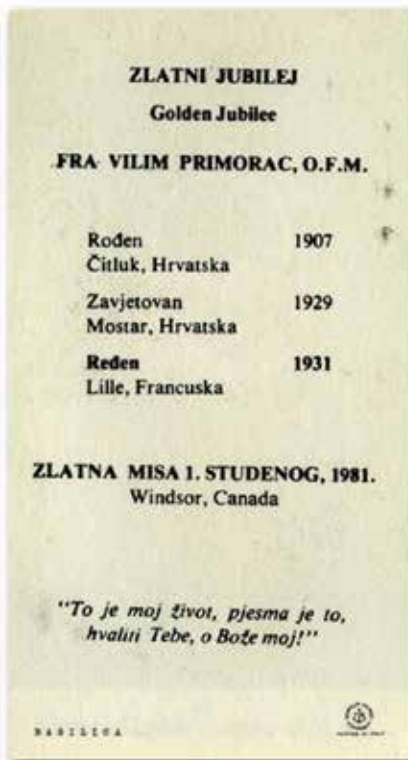 ZLATNI JUBILEJ
Golden Jubilee
FRA VILIM PRIMORAC, O.F.M.
Rođen 1907
Čitluk, Hrvatska
Zavjetovan 1929
Mostar, Hrvatska
Ređen 1931
Lille, Francuska
ZLATNA MISA 1. STUDENOG, 1981.
Windsor, Canada
"To je moj život, pjesma je to,
hvaliti Tebe, o Bože moj!"
BASILICA